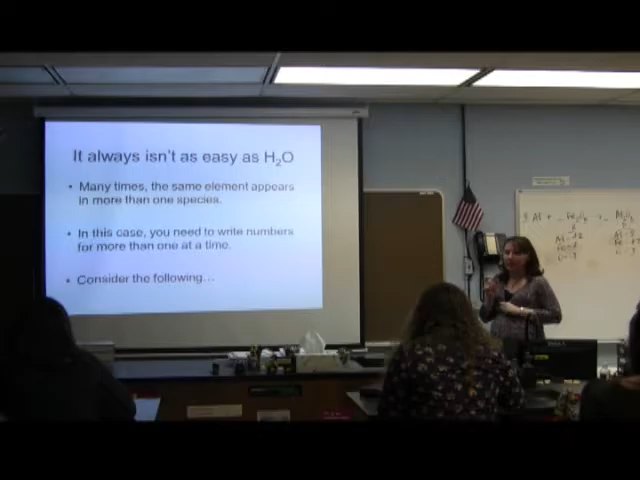 It always isn't as easy as H₂O
• Many times, the same element appears
in more than one species.
• In this case, you need to write numbers
for more than one at a time.
• Consider the following…